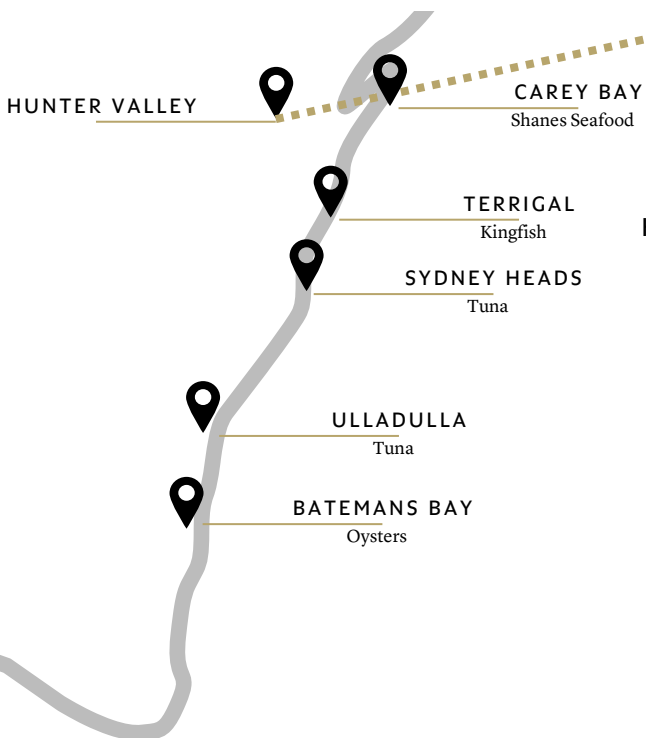 HUNTER VALLEY
CAREY BAY
Shanes Seafood
TERRIGAL
Kingfish
SYDNEY HEADS
Tuna
ULLADULLA
Tuna
BATEMANS BAY
Oysters